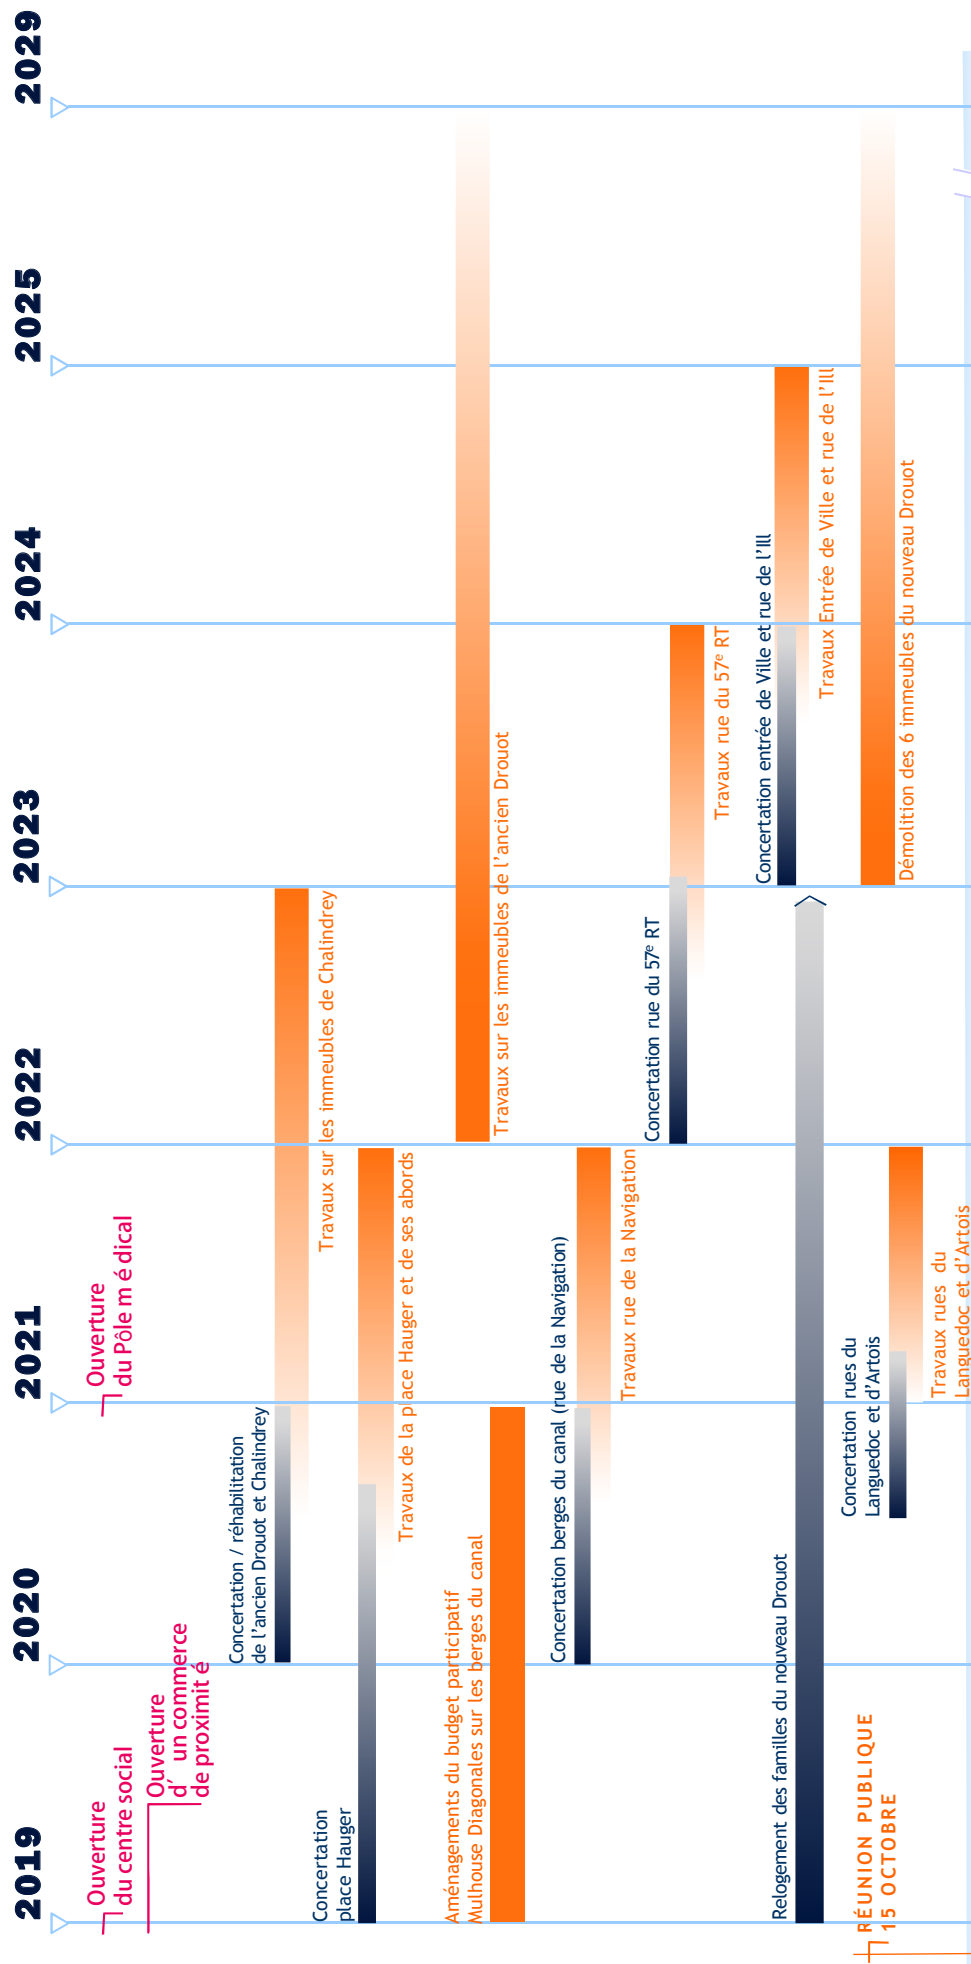 2019
2020
2021
2022
2023
2024
2025
2029
Ouverture
du centre social
Ouverture
d’ un commerce
de proximit é
Ouverture
du Pôle m é dical
Concertation / réhabilitation
de l’ancien Drouot et Chalindrey
Travaux sur les immeubles de Chalindrey
Concertation
place Hauger
Travaux de la place Hauger et de ses abords
Travaux sur les immeubles de l’ancien Drouot
Aménagements du budget participatif
Mulhouse Diagonales sur les berges du canal
Concertation berges du canal (rue de la Navigation)
Travaux rue de la Navigation
Concertation rue du 57e RT
Travaux rue du 57e RT
Concertation entrée de Ville et rue de l’Ill
Travaux Entrée de Ville et rue de l’Ill
Relogement des familles du nouveau Drouot
Démolition des 6 immeubles du nouveau Drouot
Concertation rues du
Languedoc et d’Artois
Travaux rues du
Languedoc et d’Artois
RÉUNION PUBLIQUE
15 OCTOBRE